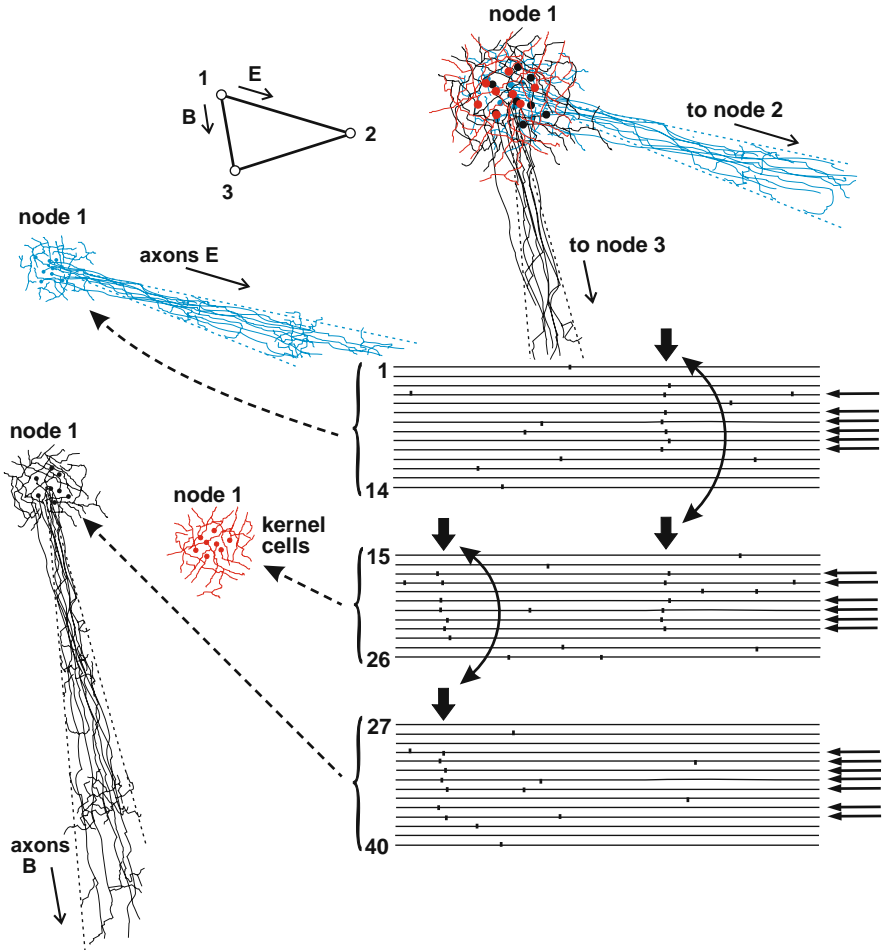 node 1
1
E
B
2
3
to node 2
node 1
axons E
to node 3
1
node 1
14
node 1
kernel
cells
15
26
27
axons
B
40